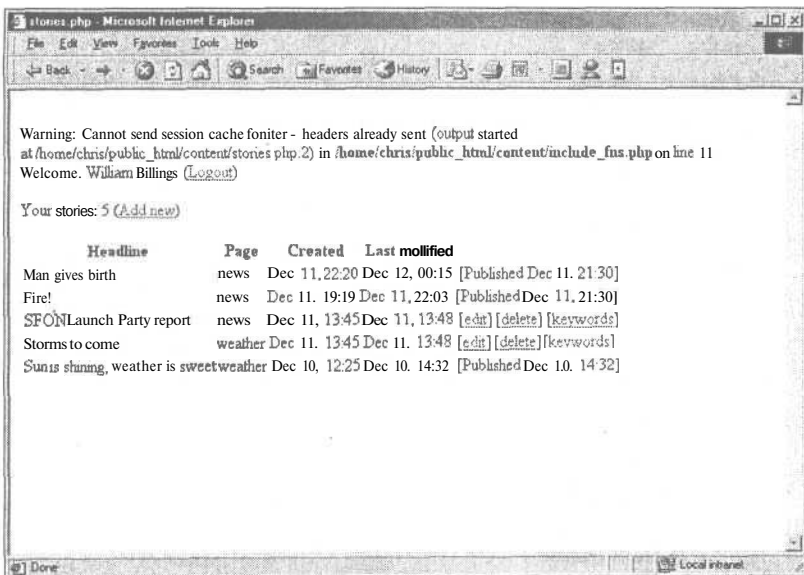 stories.php - Microsoft Internet Explorer
File Edit View Favorites Tools Help
Back Search Favorites History
Warning: Cannot send session cache foniter - headers already sent (output started
at /home/chris/public_html/content/stories php.2) in /home/chris/public_html/content/include_fns.php on line 11
Welcome. William Billings (Logout)
Your stories: 5 (Add new)
Headline Page Created Last mollified
Man gives birth news Dec 11, 22:20 Dec 12, 00:15 [Published Dec 11. 21:30]
Fire! news Dec 11. 19:19 Dec 11, 22:03 [Published Dec 11, 21:30]
SFON Launch Party report news Dec 11, 13:45 Dec 11, 13:48 [edit] [delete] [keywords]
Storms to come weather Dec 11. 13:45 Dec 11. 13:48 [edit] [delete] [keywords]
Sun is shining, weather is sweet weather Dec 10, 12:25 Dec 10. 14:32 [Published Dec 1.0. 14:32]
Done Local intranet